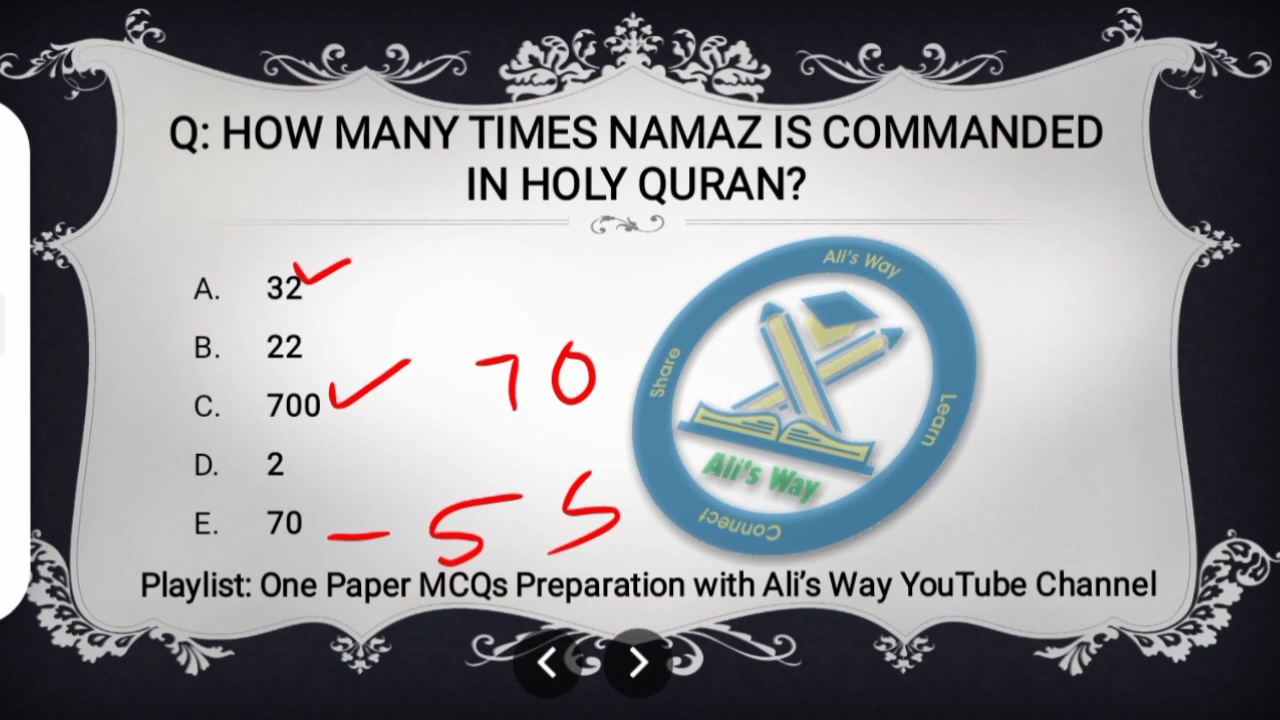 Q: HOW MANY TIMES NAMAZ IS COMMANDED
IN HOLY QURAN?
A. 32
B. 22
C. 700
70
D. 2
E. 70 – 55
Ali's Way
Share
Learn
Ali's Way
Connect
Playlist: One Paper MCQs Preparation with Ali's Way YouTube Channel